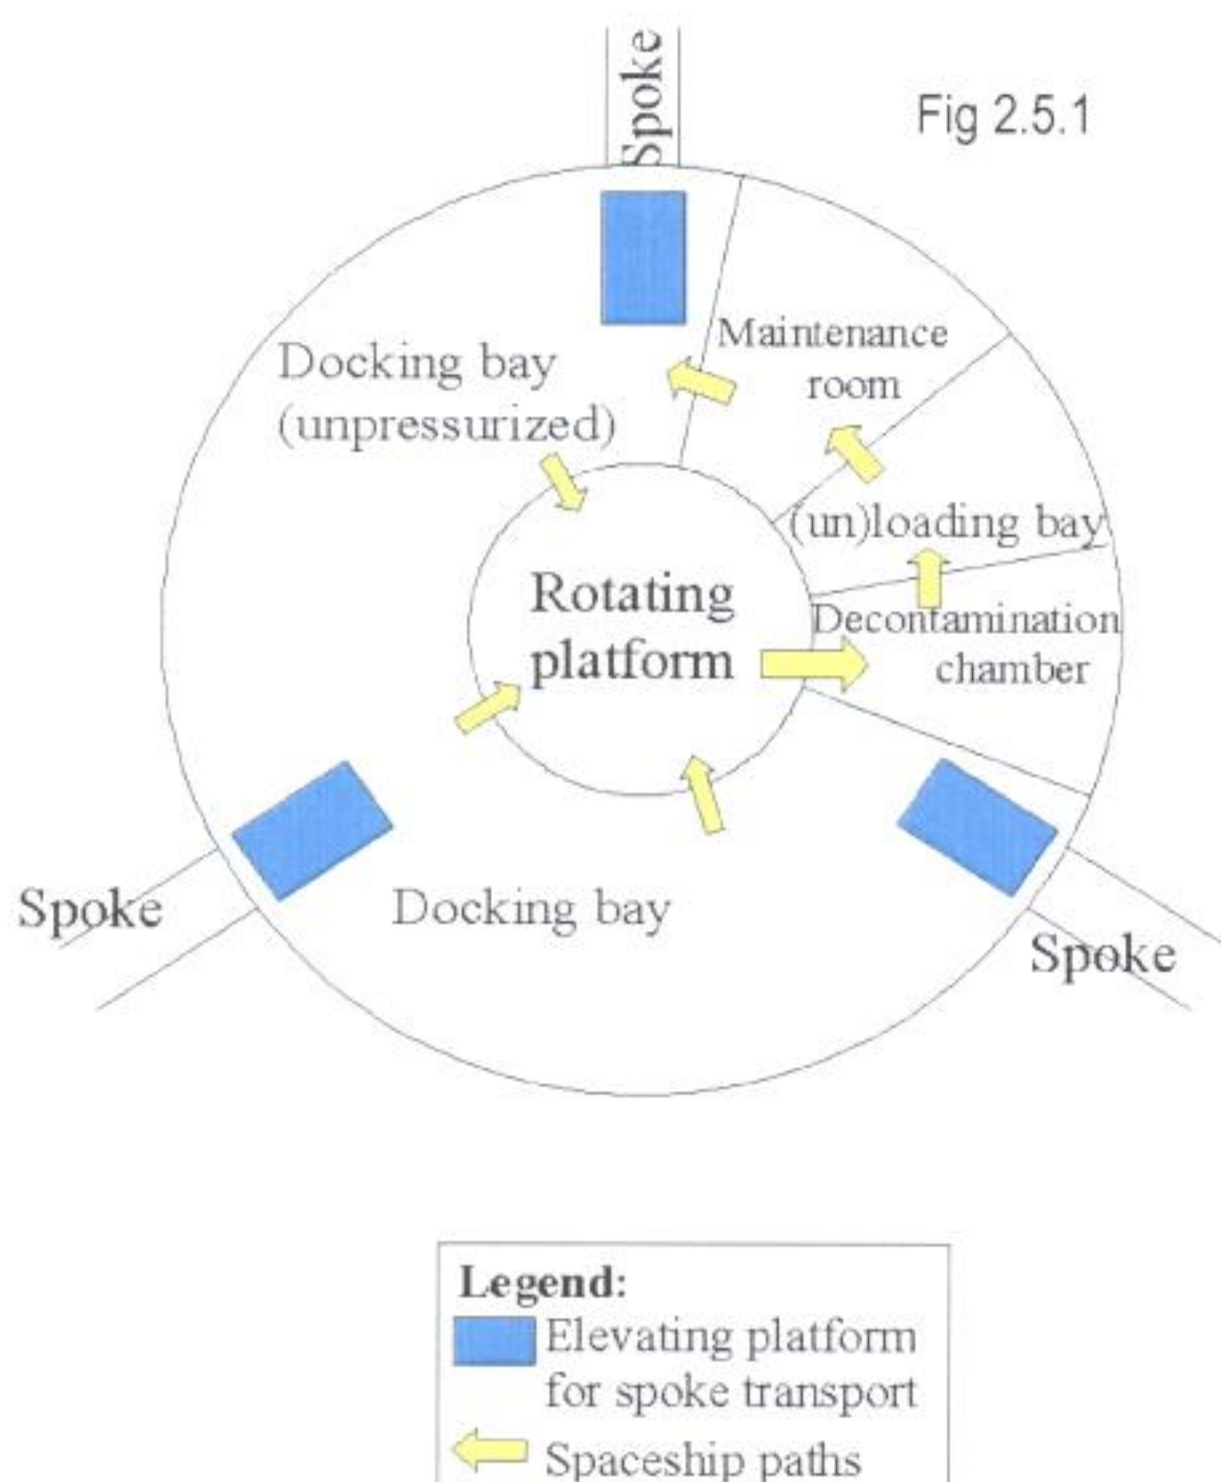 Spoke
Fig 2.5.1
Maintenance
room
Docking bay
(unpressurized)
(un)loading bay
Rotating
platform
Decontamination
chamber
Spoke
Docking bay
Spoke
Legend:
Elevating platform
for spoke transport
Spaceship paths